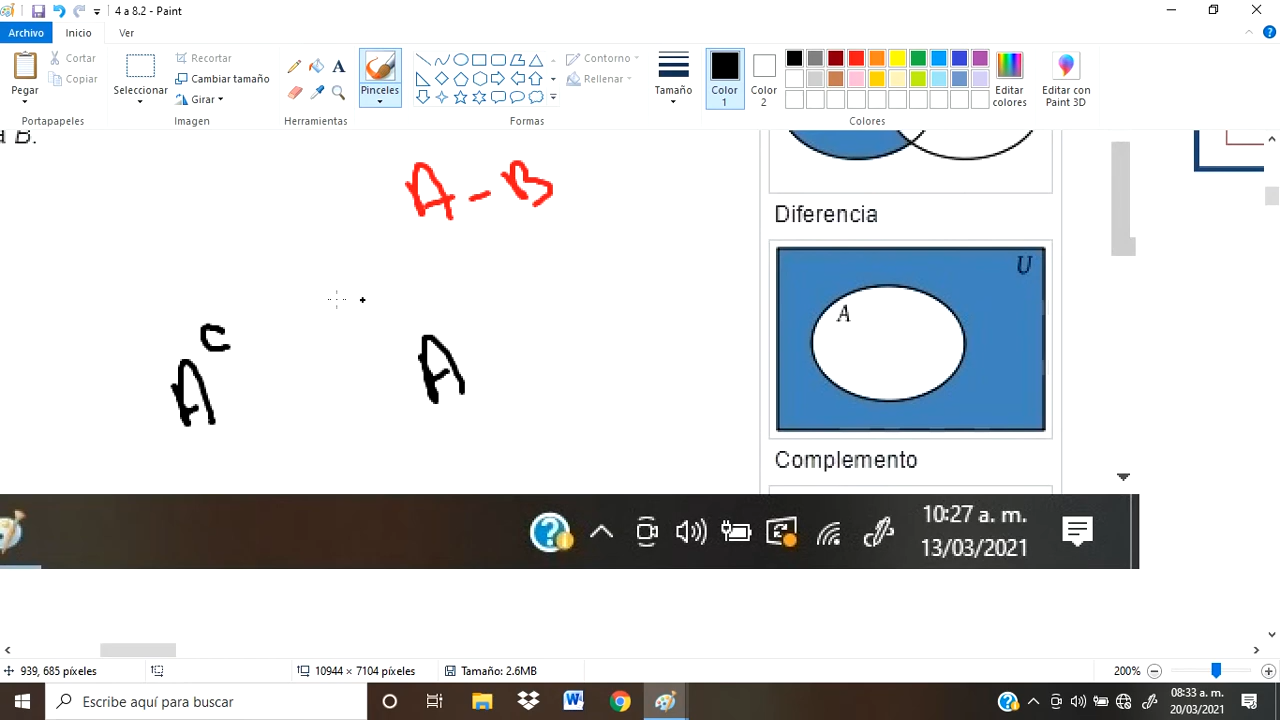 4 a 8.2 - Paint
Archivo Inicio Ver
Pegar
Cortar
Copiar
Portapapeles
Seleccionar
Recortar
Cambiar tamaño
Girar
Imagen
Herramientas
Pinceles
Formas
Contorno
Rellenar
Tamaño
Color 1
Color 2
Colores
Editar colores
Editar con Paint 3D
a B.
A - B
Diferencia
U
A
A^c A
Complemento
10:27 a. m.
13/03/2021
939, 685 píxeles 10944 × 7104 píxeles Tamaño: 2.6MB 200%
Escribe aquí para buscar
08:33 a. m.
20/03/2021